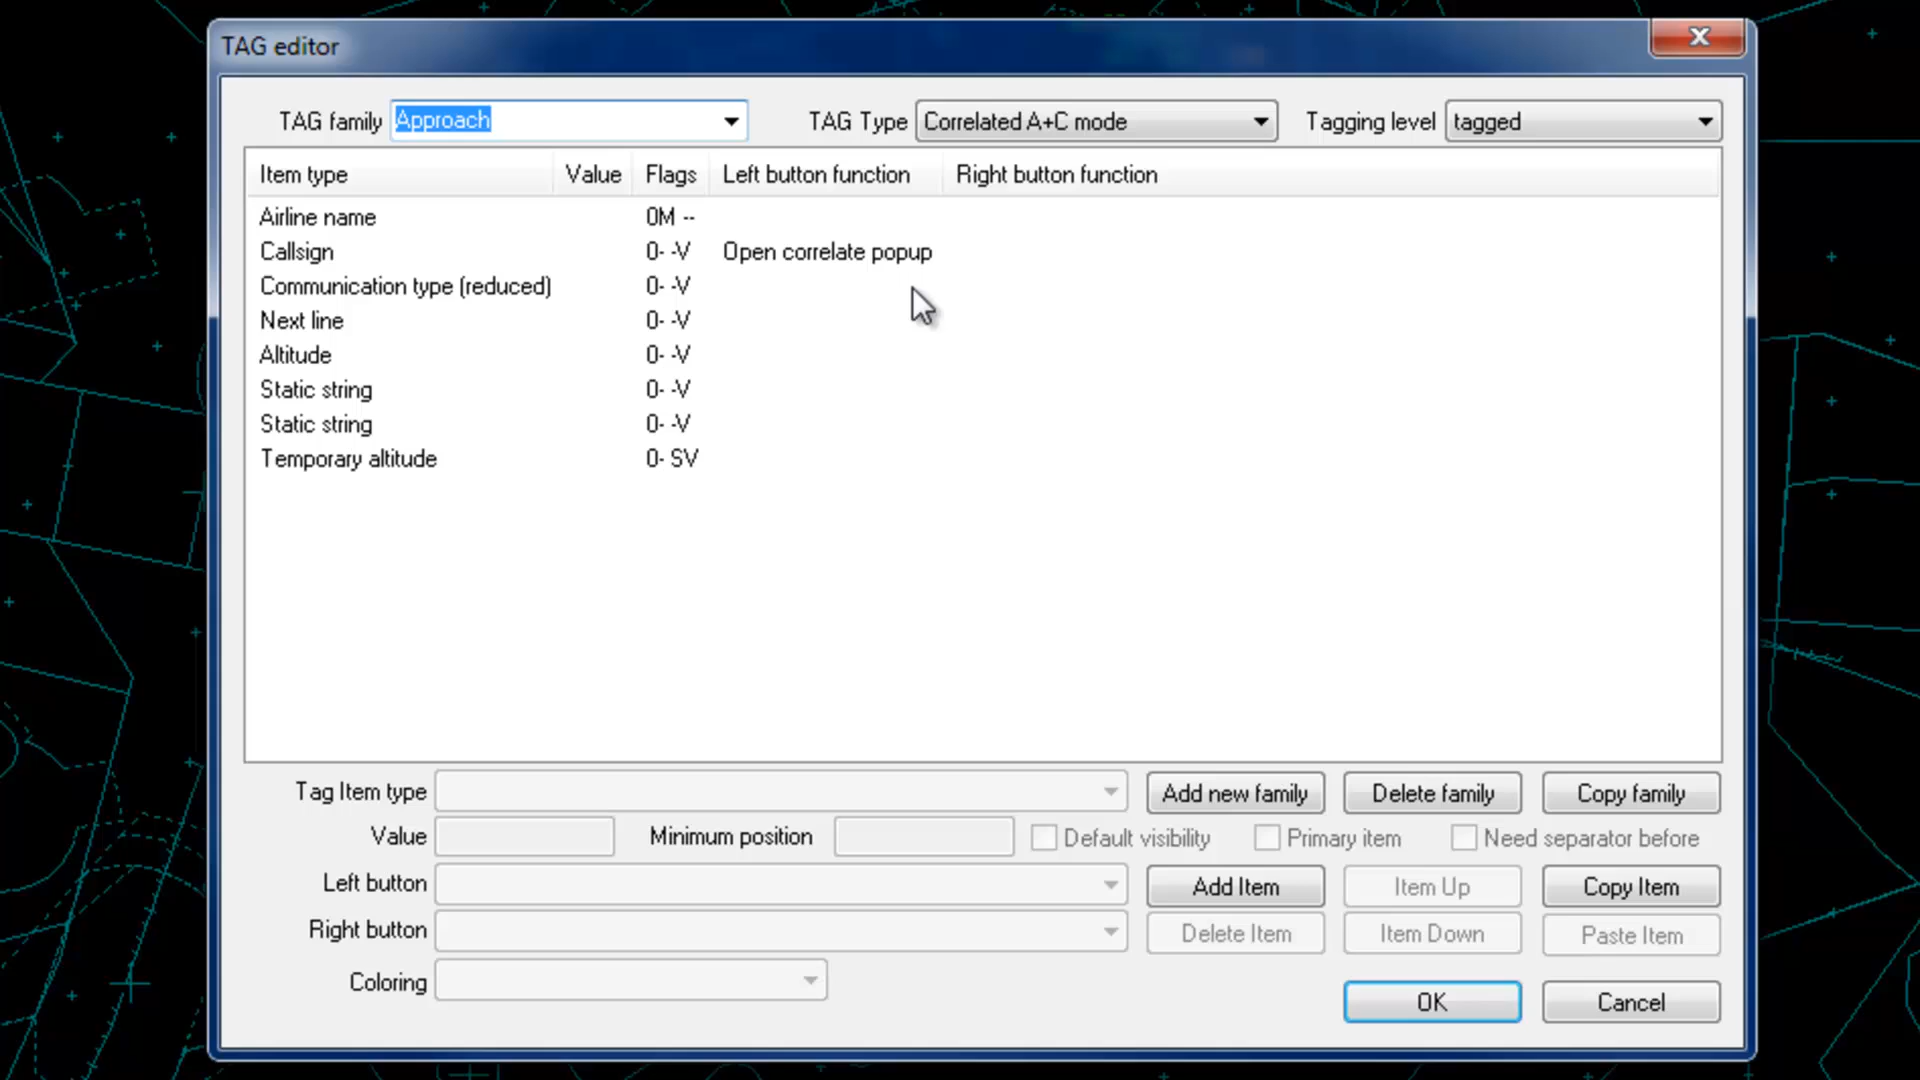 TAG editor
TAG family Approach TAG Type Correlated A+C mode Tagging level tagged
Item type Value Flags Left button function Right button function
Airline name 0M --
Callsign 0- -V Open correlate popup
Communication type (reduced) 0- -V
Next line 0- -V
Altitude 0- -V
Static string 0- -V
Static string 0- -V
Temporary altitude 0- SV
Tag Item type Add new family Delete family Copy family
Value Minimum position Default visibility Primary item Need separator before
Left button Add Item Item Up Copy Item
Right button Delete Item Item Down Paste Item
Coloring
OK Cancel